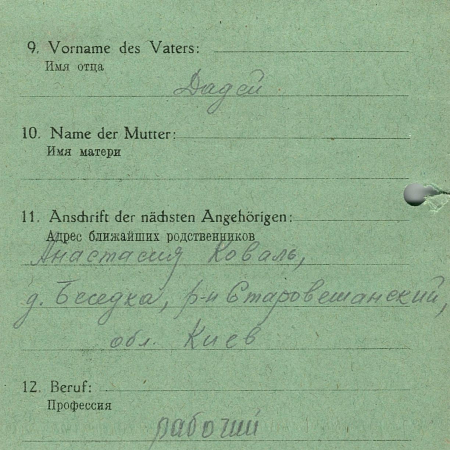 9. Vorname des Vaters:
Имя отца
Дадей
10. Name der Mutter:
Имя матери
11. Anschrift der nächsten Angehörigen:
Адрес ближайших родственников
Анастасия Коваль,
д. Беседка, р-н Старовешанский,
обл. Киев
12. Beruf:
Профессия
рабочий